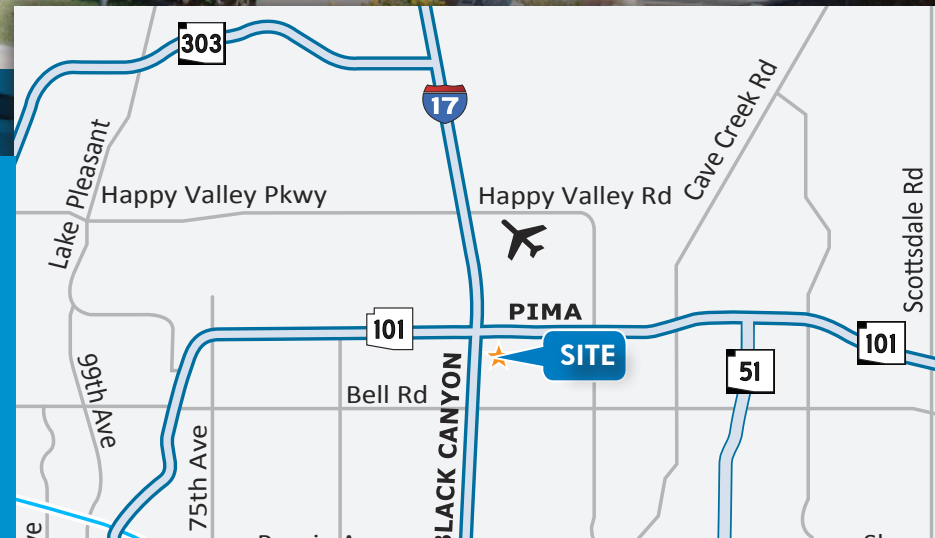 303
17
Cave Creek Rd
Lake Pleasant
Happy Valley Pkwy
Happy Valley Rd
Scottsdale Rd
PIMA
101
101
SITE
51
99th Ave
Bell Rd
BLACK CANYON
75th Ave